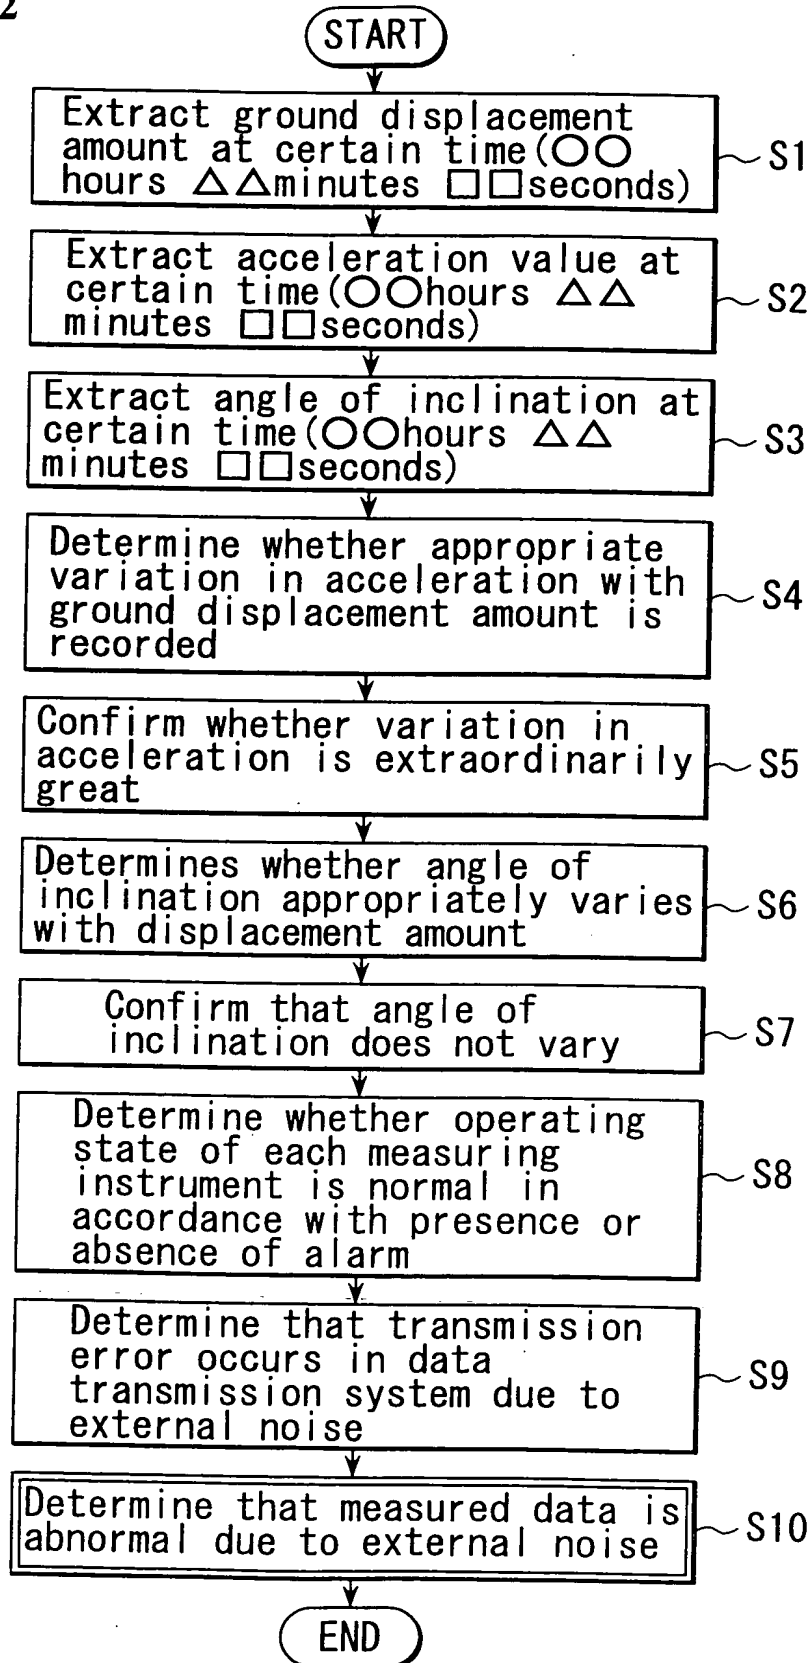 2
START
Extract ground displacement
amount at certain time(○○
hours △△minutes □□seconds)
S1
Extract acceleration value at
certain time(○○hours △△
minutes □□seconds)
S2
Extract angle of inclination at
certain time(○○hours △△
minutes □□seconds)
S3
Determine whether appropriate
variation in acceleration with
ground displacement amount is
recorded
S4
Confirm whether variation in
acceleration is extraordinarily
great
S5
Determines whether angle of
inclination appropriately varies
with displacement amount
S6
Confirm that angle of
inclination does not vary
S7
Determine whether operating
state of each measuring
instrument is normal in
accordance with presence or
absence of alarm
S8
Determine that transmission
error occurs in data
transmission system due to
external noise
S9
Determine that measured data is
abnormal due to external noise
S10
END